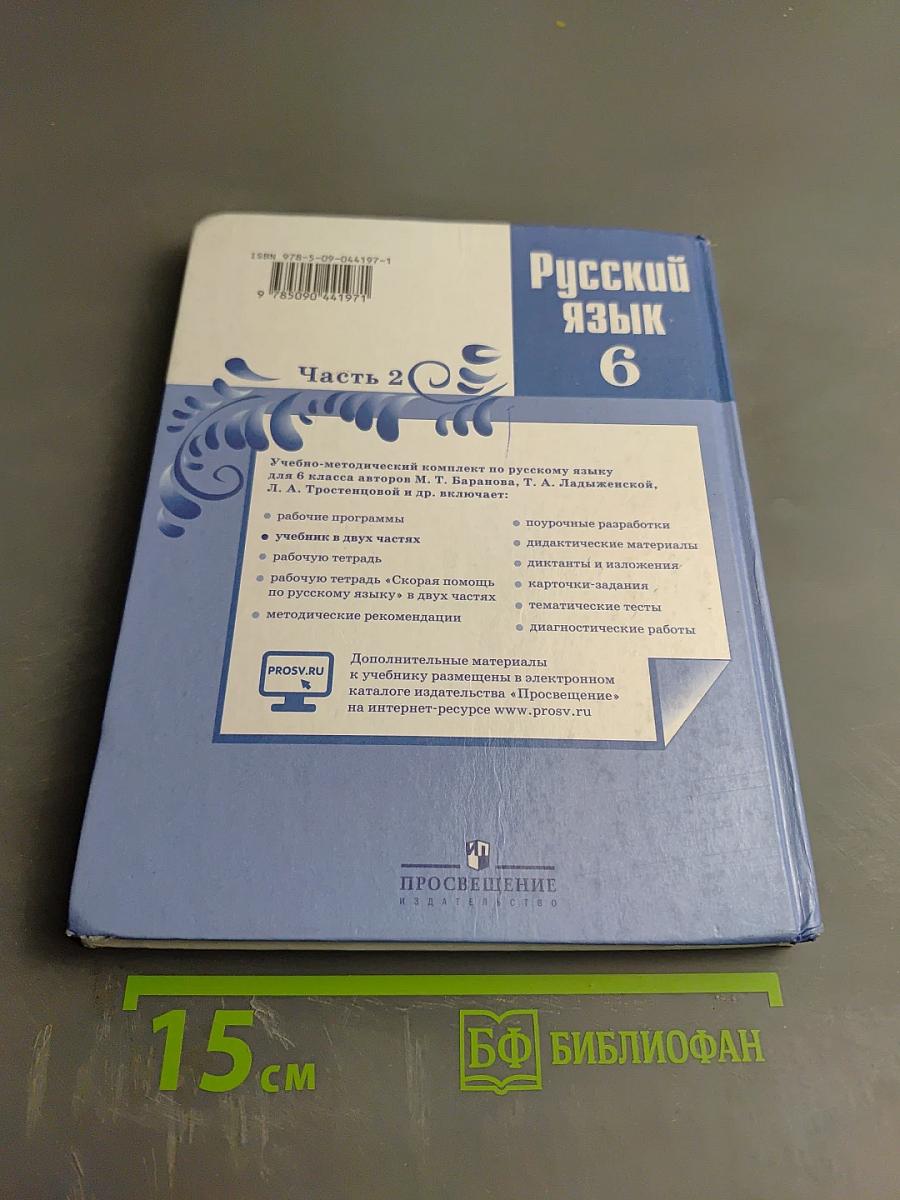 ISBN 978-5-09-044197-1
9 785090 441971
Русский
язык
6
Часть 2
Учебно-методический комплект по русскому языку
для 6 класса авторов М. Т. Баранова, Т. А. Ладыженской,
Л. А. Тростенцовой и др. включает:
рабочие программы
учебник в двух частях
рабочую тетрадь
рабочую тетрадь «Скорая помощь
по русскому языку» в двух частях
методические рекомендации
поурочные разработки
дидактические материалы
диктанты и изложения
карточки-задания
тематические тесты
диагностические работы
PROSV.RU
Дополнительные материалы
к учебнику размещены в электронном
каталоге издательства «Просвещение»
на интернет-ресурсе www.prosv.ru
ИП
ПРОСВЕЩЕНИЕ
ИЗДАТЕЛЬСТВО
15 см
БФ БИБЛИОФАН